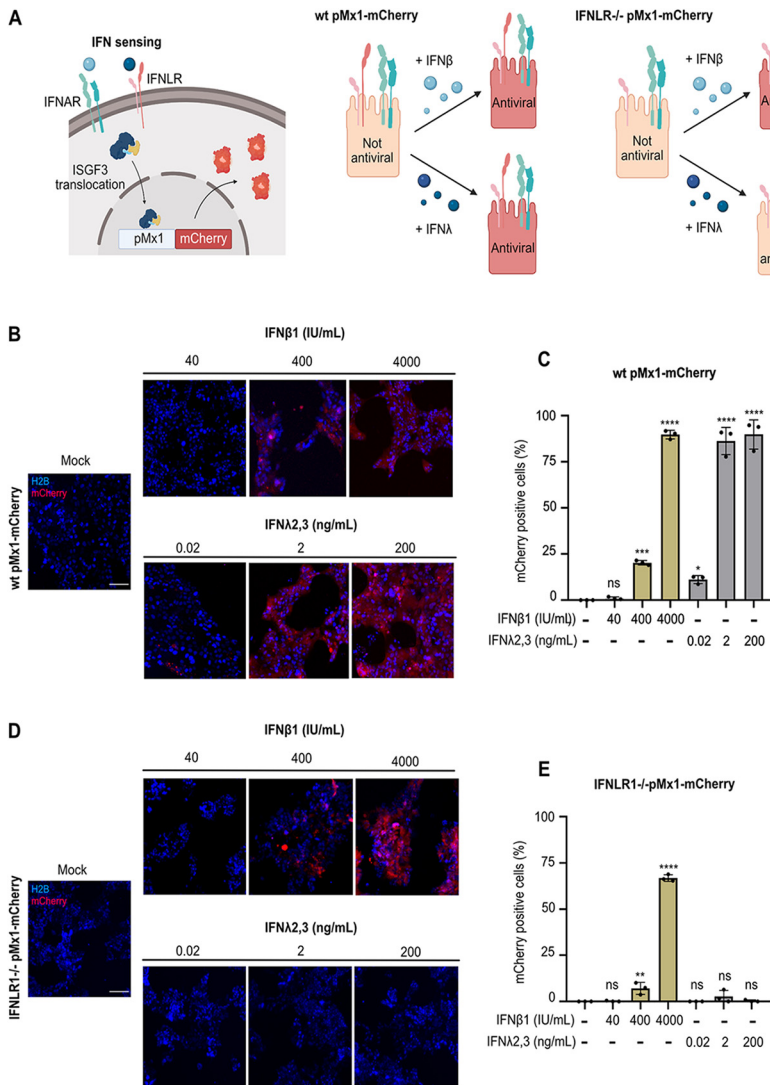 A
IFN sensing
IFNAR
IFNLR
ISGF3
translocation
pMx1
mCherry
wt pMx1-mCherry
Not
antiviral
+ IFNβ
Antiviral
+ IFNλ
Antiviral
IFNLR-/- pMx1-mCherry
Not
antiviral
+ IFNβ
+ IFNλ
A
an
B
wt pMx1-mCherry
Mock
H2B
mCherry
IFNβ1 (IU/mL)
40 400 4000
IFNλ2,3 (ng/mL)
0.02 2 200
C
wt pMx1-mCherry
mCherry positive cells (%)
100
75
50
25
0
ns
***
****
*
****
****
IFNβ1 (IU/ml) – 40 400 4000 – – –
IFNλ2,3 (ng/mL) – – – – 0.02 2 200
D
IFNLR1-/- pMx1-mCherry
Mock
H2B
mCherry
IFNβ1 (IU/mL)
40 400 4000
IFNλ2,3 (ng/mL)
0.02 2 200
E
IFNLR1-/-pMx1-mCherry
mCherry positive cells (%)
100
75
50
25
0
ns
**
****
ns
ns
ns
IFNβ1 (IU/mL) – 40 400 4000 – – –
IFNλ2,3 (ng/mL) – – – – 0.02 2 200